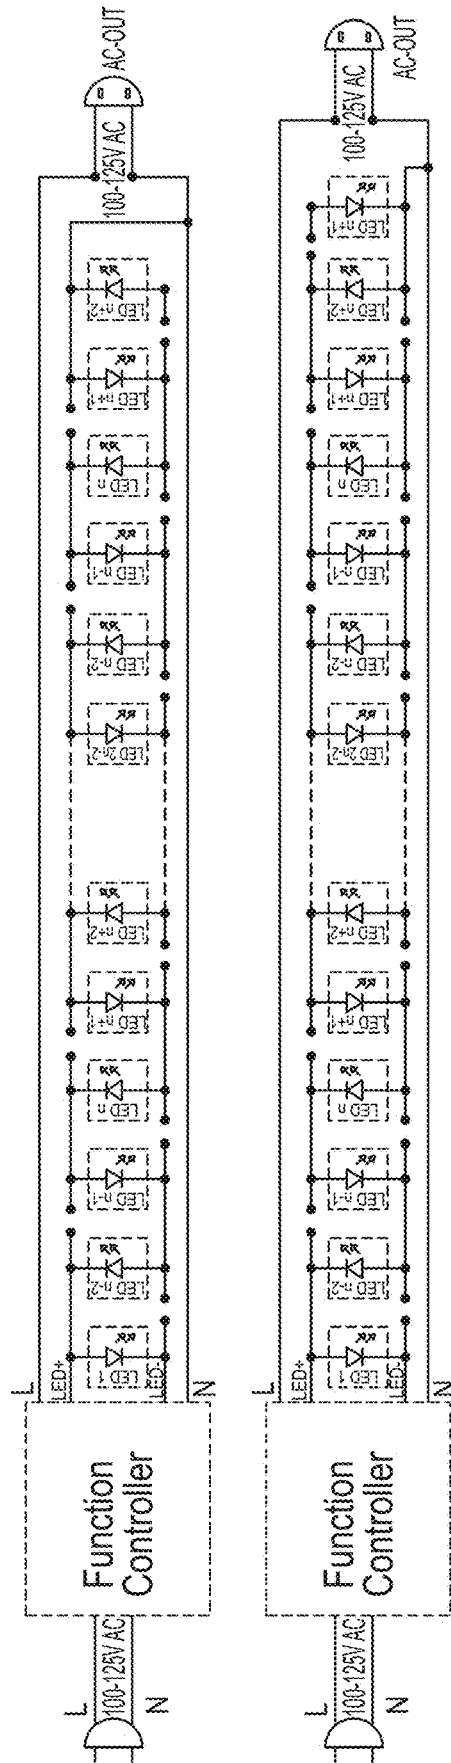 L
100-125V AC
N
Function
Controller
L
LED+
LED-
N
LED 1
LED n-2
LED n-1
LED n
LED n+1
LED n+2
LED 2n-2
LED n-2
LED n-1
LED n
LED n+1
LED n+2
100-125V AC
AC-OUT
L
100-125V AC
N
Function
Controller
L
LED+
LED-
N
LED 1
LED n-2
LED n-1
LED n
LED n+1
LED n+2
LED 2n-2
LED n-2
LED n-1
LED n
LED n+1
LED n+2
LED n+1
100-125V AC
AC-OUT